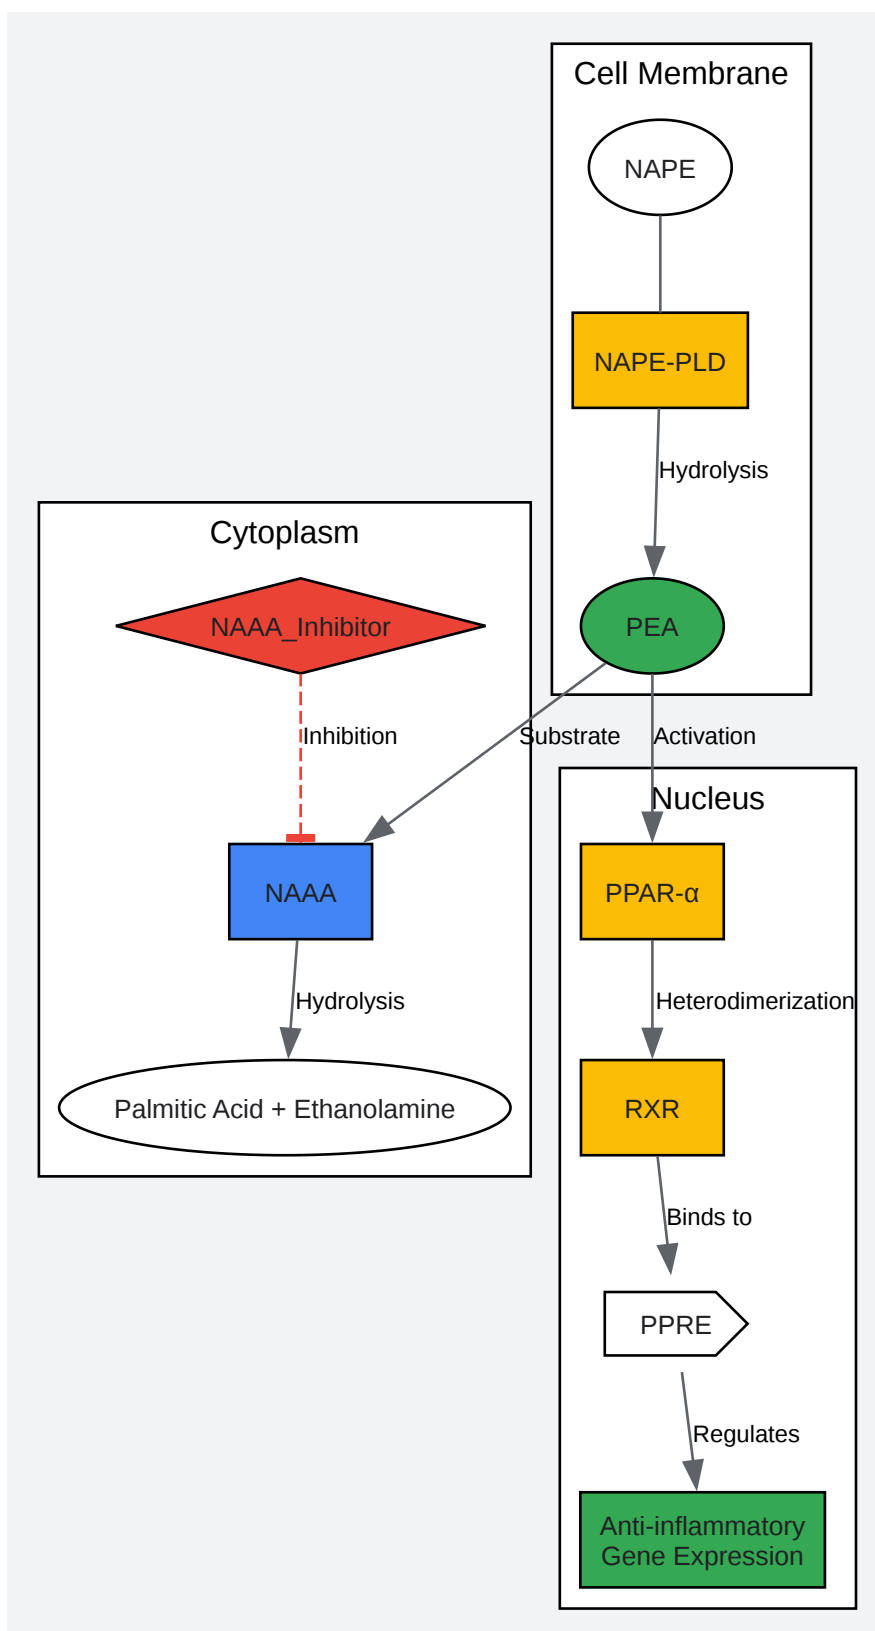 Cell Membrane
NAPE
NAPE-PLD
Hydrolysis
PEA
Cytoplasm
NAAA_Inhibitor
Inhibition
Substrate
Activation
NAAA
Hydrolysis
Palmitic Acid + Ethanolamine
Nucleus
PPAR-α
Heterodimerization
RXR
Binds to
PPRE
Regulates
Anti-inflammatory
Gene Expression